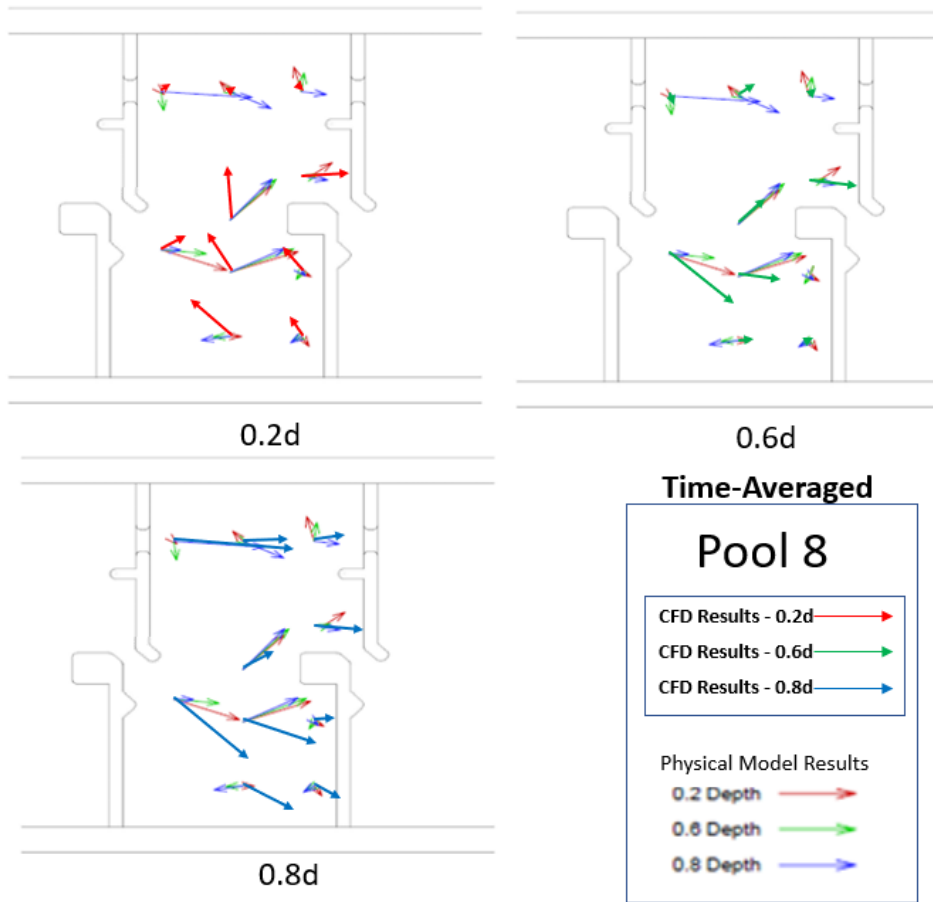 0.2d
0.6d
0.8d
Time-Averaged
Pool 8
CFD Results - 0.2d
CFD Results - 0.6d
CFD Results - 0.8d
Physical Model Results
0.2 Depth
0.6 Depth
0.8 Depth